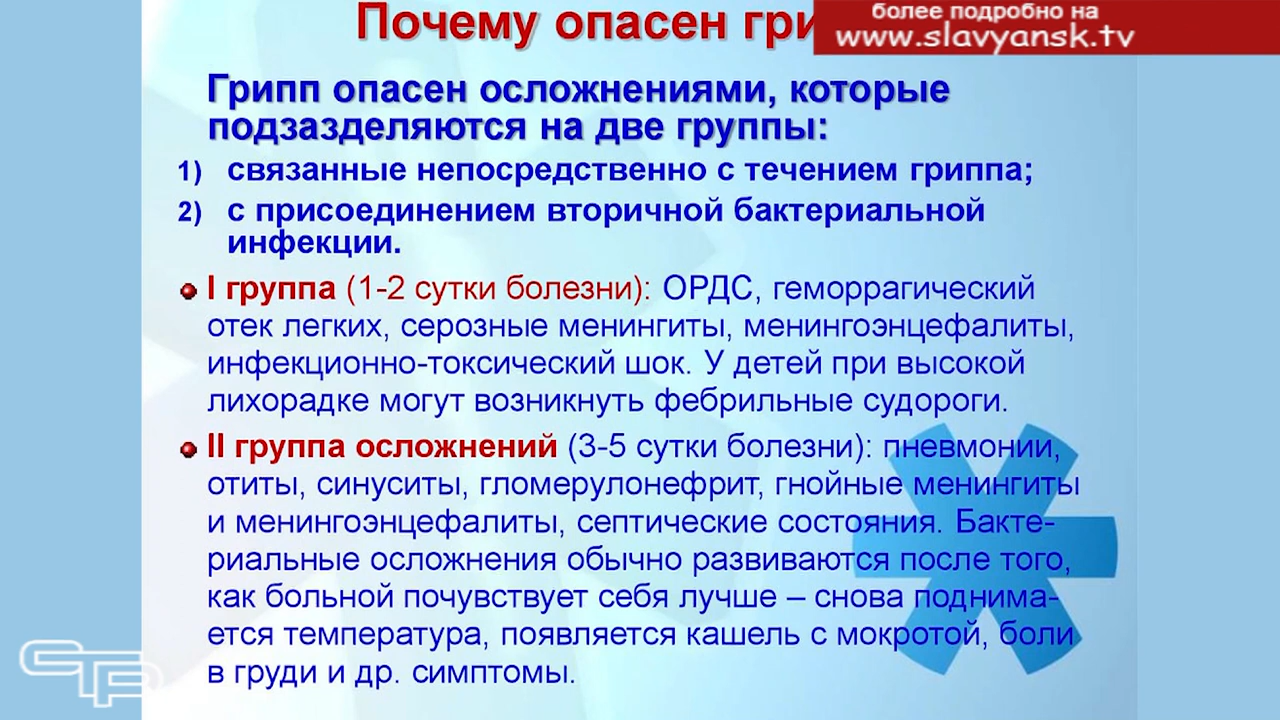 Почему опасен гри
более подробно на
www.slavyansk.tv
Грипп опасен осложнениями, которые
подзазделяются на две группы:
1) связанные непосредственно с течением гриппа;
2) с присоединением вторичной бактериальной
инфекции.
I группа (1-2 сутки болезни): ОРДС, геморрагический
отек легких, серозные менингиты, менингоэнцефалиты,
инфекционно-токсический шок. У детей при высокой
лихорадке могут возникнуть фебрильные судороги.
II группа осложнений (3-5 сутки болезни): пневмонии,
отиты, синуситы, гломерулонефрит, гнойные менингиты
и менингоэнцефалиты, септические состояния. Бакте-
риальные осложнения обычно развиваются после того,
как больной почувствует себя лучше – снова поднима-
ется температура, появляется кашель с мокротой, боли
в груди и др. симптомы.
СТР